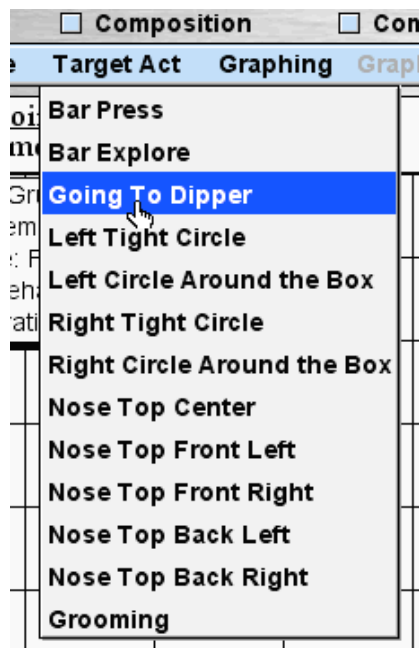 Composition
Target Act Graphing
Bar Press
Bar Explore
Going To Dipper
Left Tight Circle
Left Circle Around the Box
Right Tight Circle
Right Circle Around the Box
Nose Top Center
Nose Top Front Left
Nose Top Front Right
Nose Top Back Left
Nose Top Back Right
Grooming